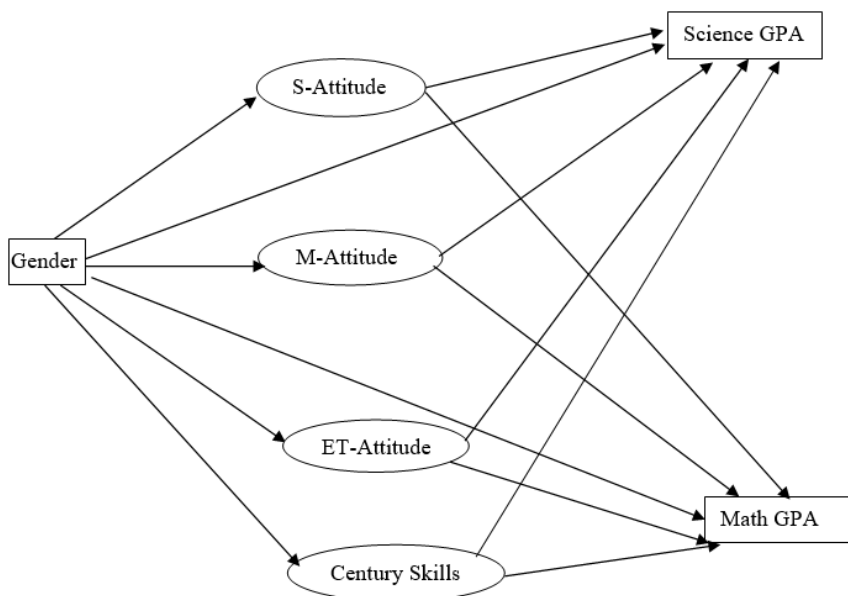 Science GPA
S-Attitude
Gender
M-Attitude
ET-Attitude
Math GPA
Century Skills